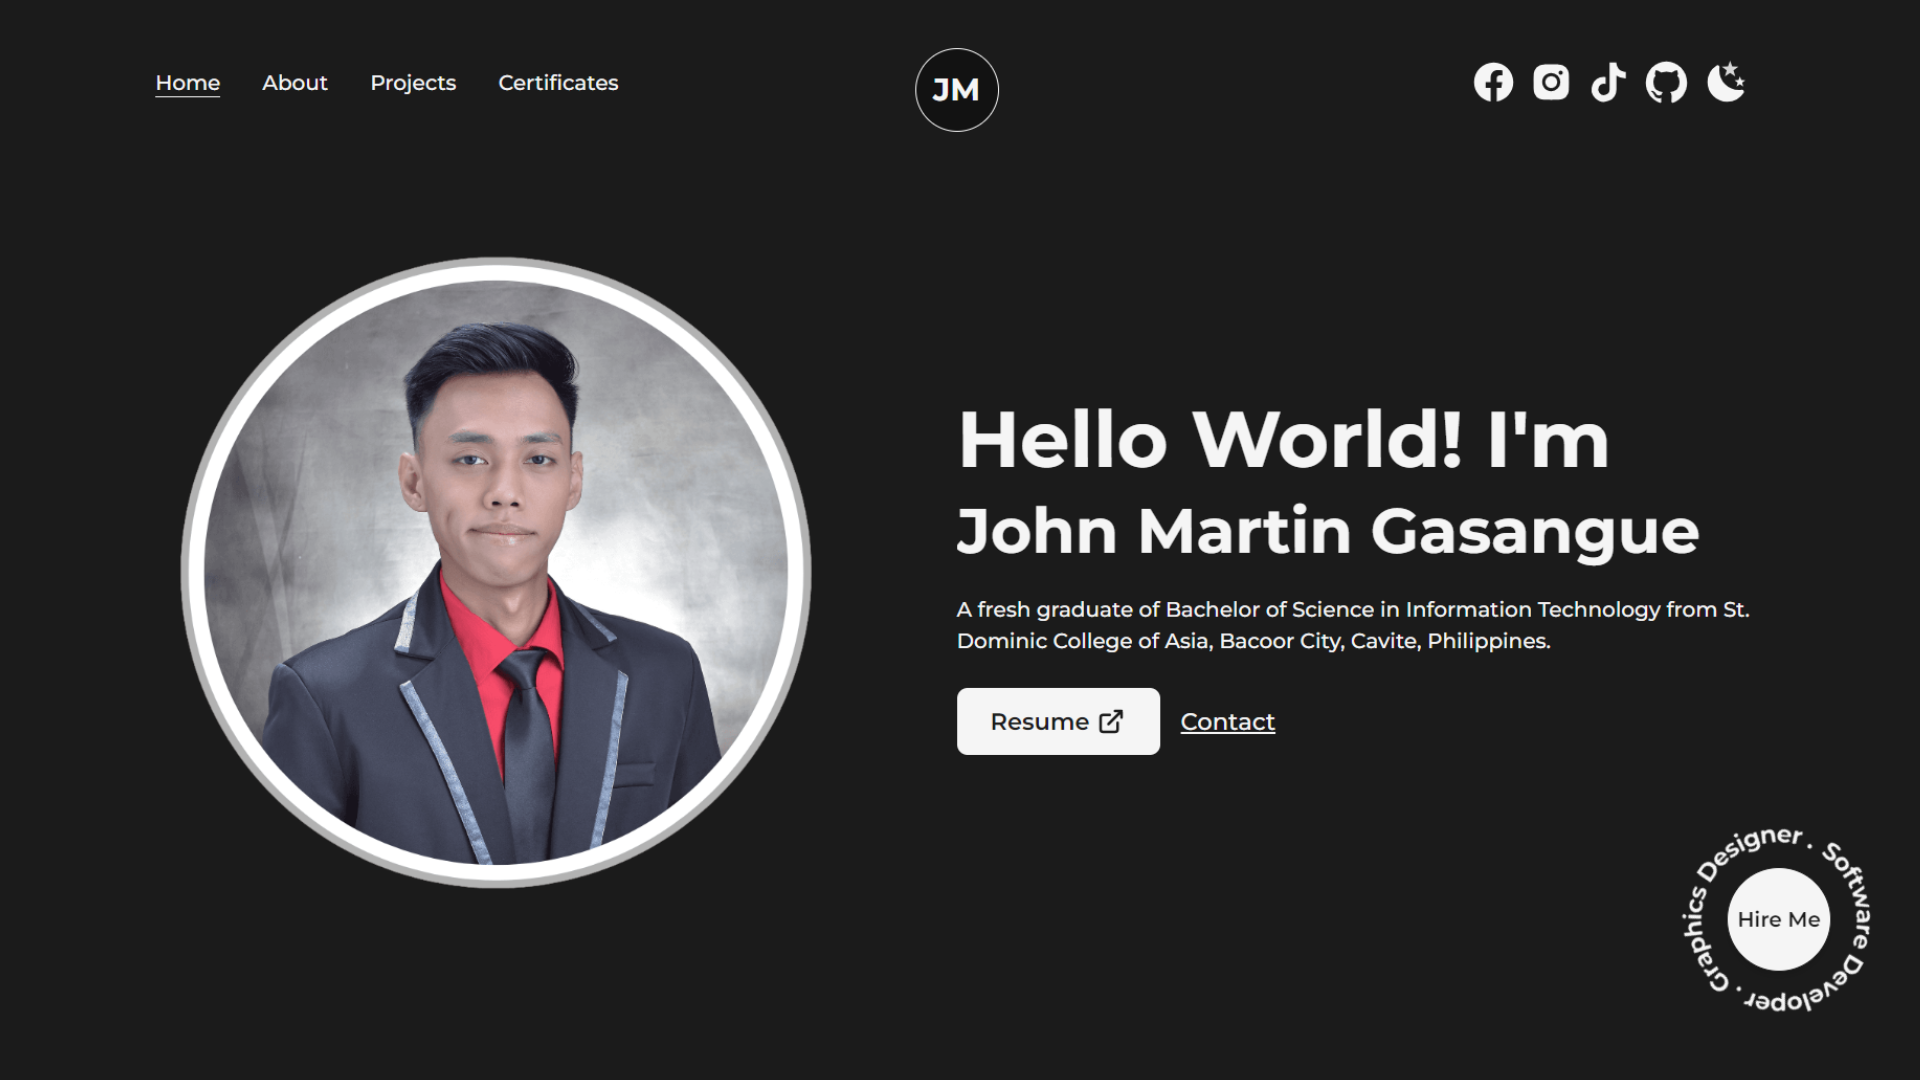 Home About Projects Certificates
JM
Hello World! I'm
John Martin Gasangue
A fresh graduate of Bachelor of Science in Information Technology from St.
Dominic College of Asia, Bacoor City, Cavite, Philippines.
Resume Contact
Graphics Designer . Software Developer .
Hire Me